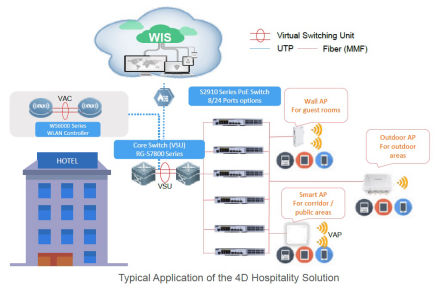 WIS
Virtual Switching Unit
UTP
Fiber (MMF)
S2910 Series PoE Switch
8/24 Ports options
Wall AP
For guest rooms
VAC
WS6000 Series
WLAN Controller
Core Switch (VSU)
RG-S7800 Series
Outdoor AP
For outdoor
areas
HOTEL
VSU
Smart AP
For corridor /
public areas
VAP
Typical Application of the 4D Hospitality Solution